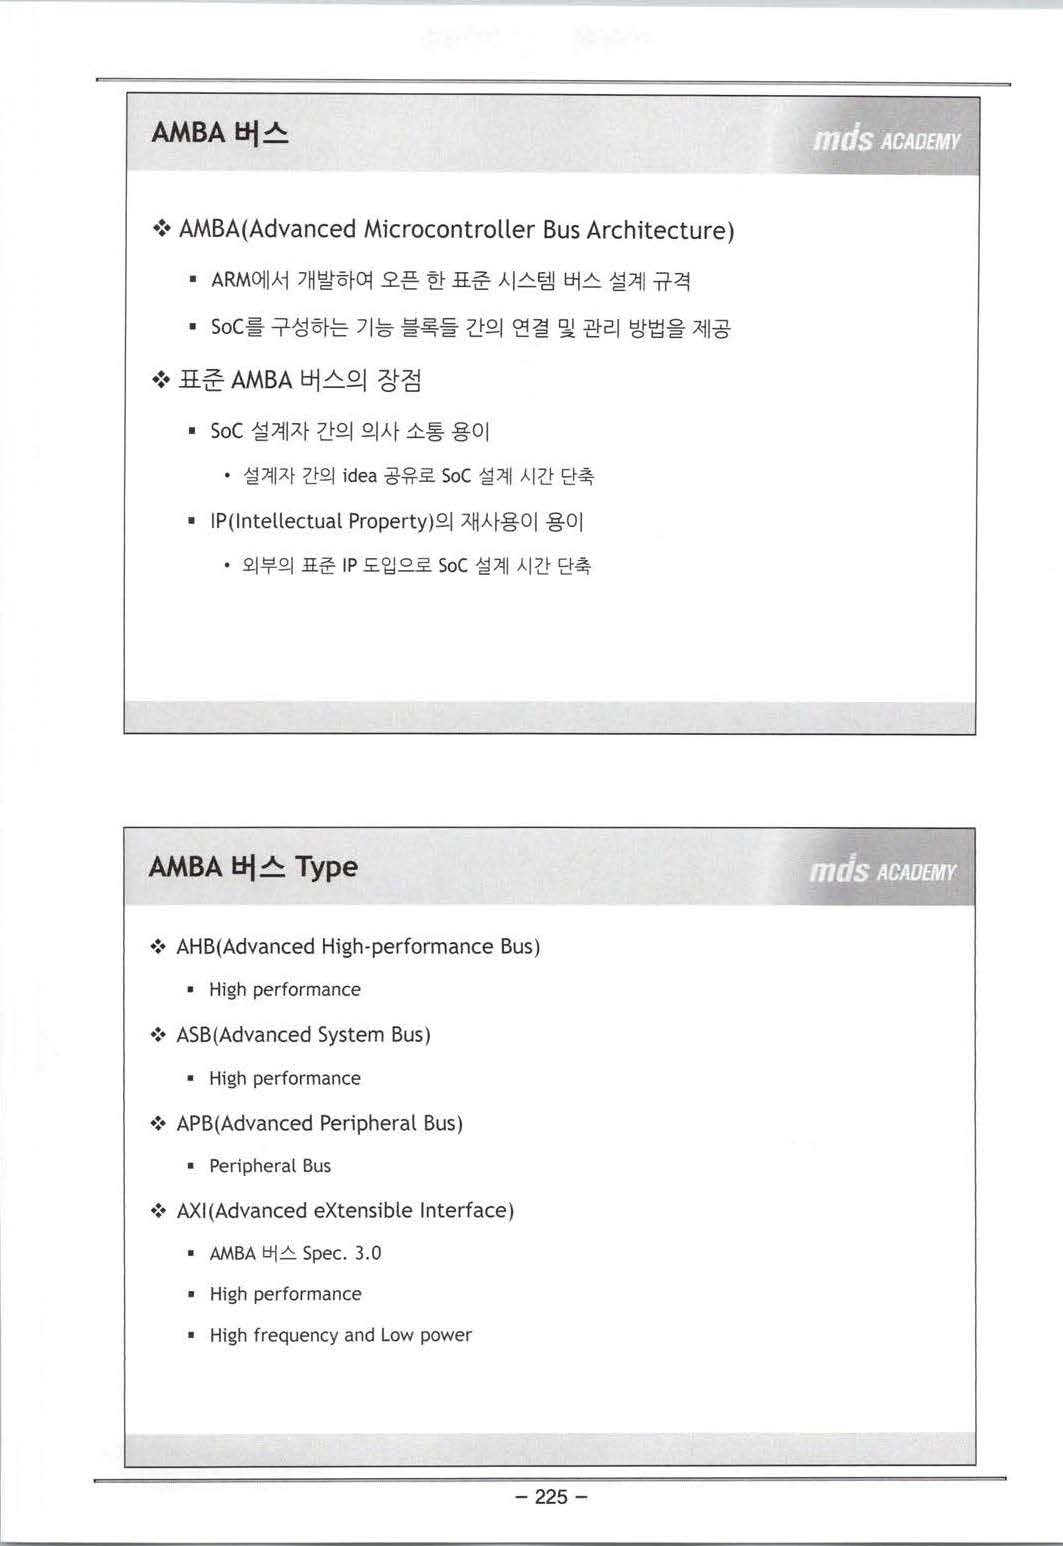 AMBA 버스
mds ACADEMY
❖ AMBA(Advanced Microcontroller Bus Architecture)
▪ ARM에서 개발하여 오픈 한 표준 시스템 버스 설계 규격
▪ SoC를 구성하는 기능 블록들 간의 연결 및 관리 방법을 제공
❖ 표준 AMBA 버스의 장점
▪ SoC 설계자 간의 의사 소통 용이
• 설계자 간의 idea 공유로 SoC 설계 시간 단축
▪ IP(Intellectual Property)의 재사용이 용이
• 외부의 표준 IP 도입으로 SoC 설계 시간 단축
AMBA 버스 Type
mds ACADEMY
❖ AHB(Advanced High-performance Bus)
▪ High performance
❖ ASB(Advanced System Bus)
▪ High performance
❖ APB(Advanced Peripheral Bus)
▪ Peripheral Bus
❖ AXI(Advanced eXtensible Interface)
▪ AMBA 버스 Spec. 3.0
▪ High performance
▪ High frequency and Low power
- 225 -